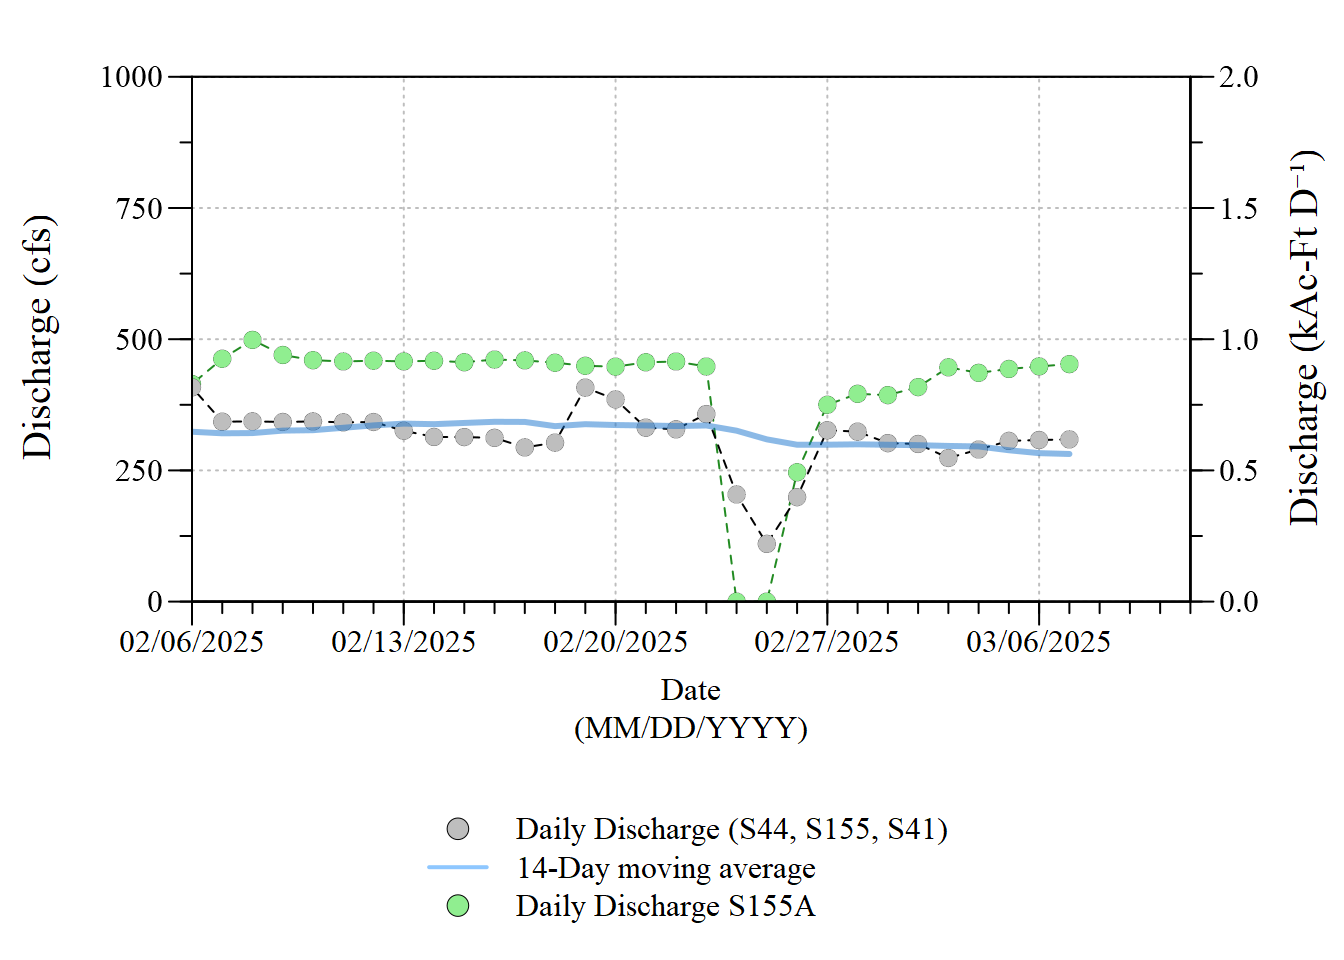 1000
750
500
250
0
Discharge (cfs)
2.0
1.5
1.0
0.5
0.0
Discharge (kAc-Ft D⁻¹)
02/06/2025
02/13/2025
02/20/2025
02/27/2025
03/06/2025
Date
(MM/DD/YYYY)
Daily Discharge (S44, S155, S41)
14-Day moving average
Daily Discharge S155A